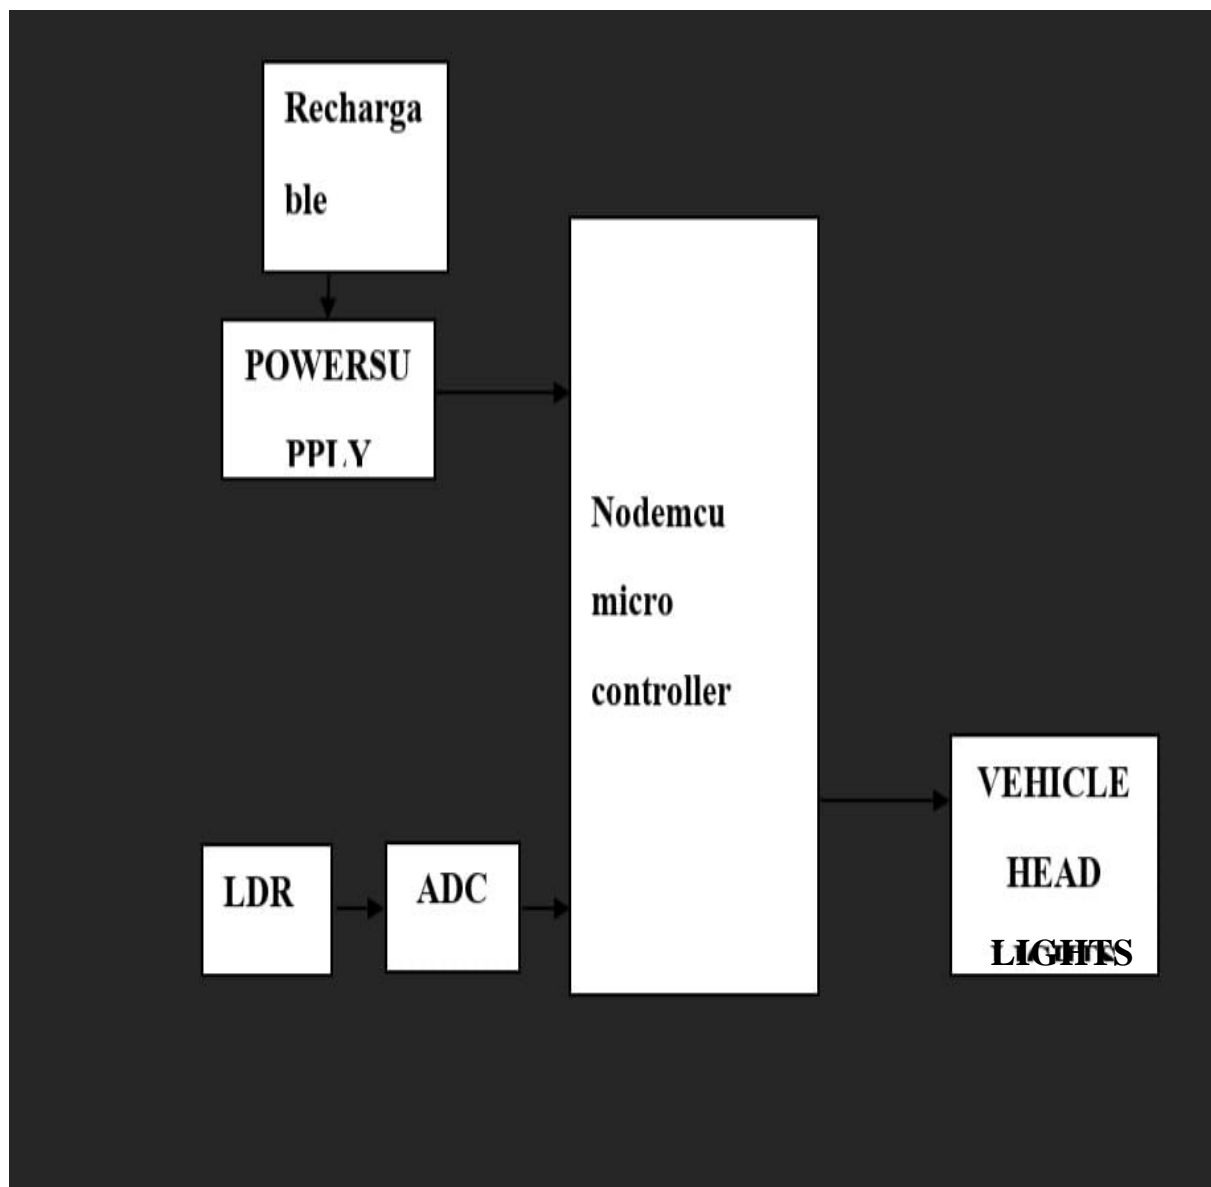 Recharga
ble
POWERSU
PPLY
Nodemcu
micro
controller
LDR
ADC
VEHICLE
HEAD
LIGHTS